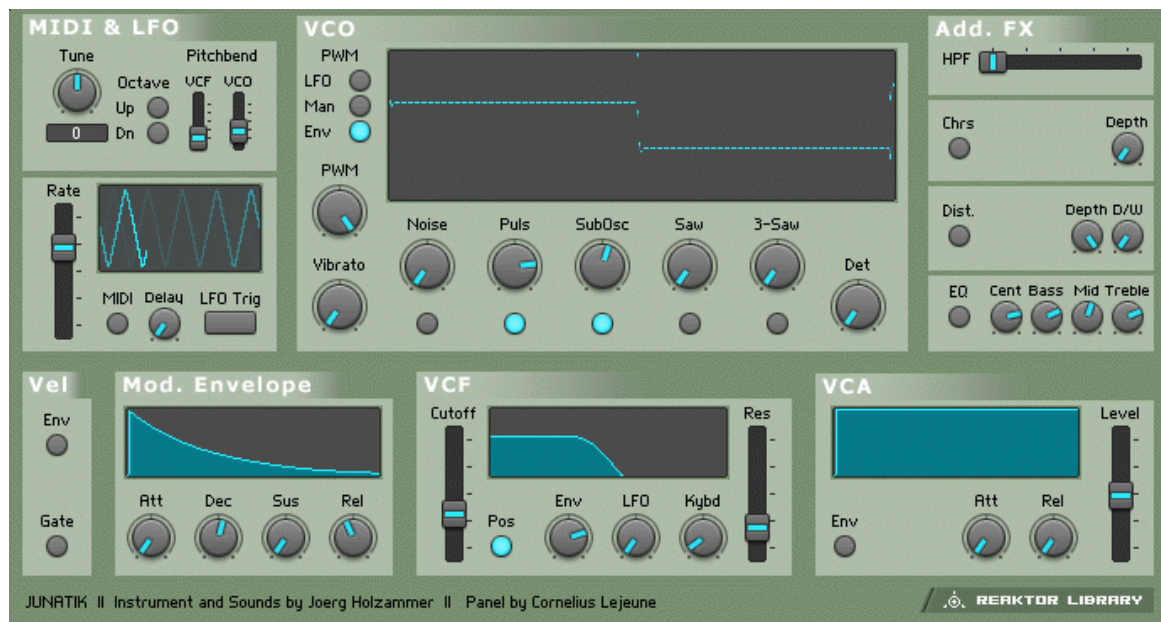 MIDI & LFO
Tune
Pitchbend
Octave
VCF VCO
Up
0
Dn
Rate
MIDI Delay LFO Trig
VCO
PWM
LFO
Man
Env
PWM
Noise Puls SubOsc Saw 3-Saw
Vibrato
Det
Add. FX
HPF
Chrs Depth
Dist. Depth D/W
EQ Cent Bass Mid Treble
Vel
Env
Gate
Mod. Envelope
Att Dec Sus Rel
VCF
Cutoff Res
Env LFO Kybd
Pos
VCA
Level
Att Rel
Env
JUNATIK II Instrument and Sounds by Joerg Holzammer II Panel by Cornelius Lejeune
REAKTOR LIBRARY